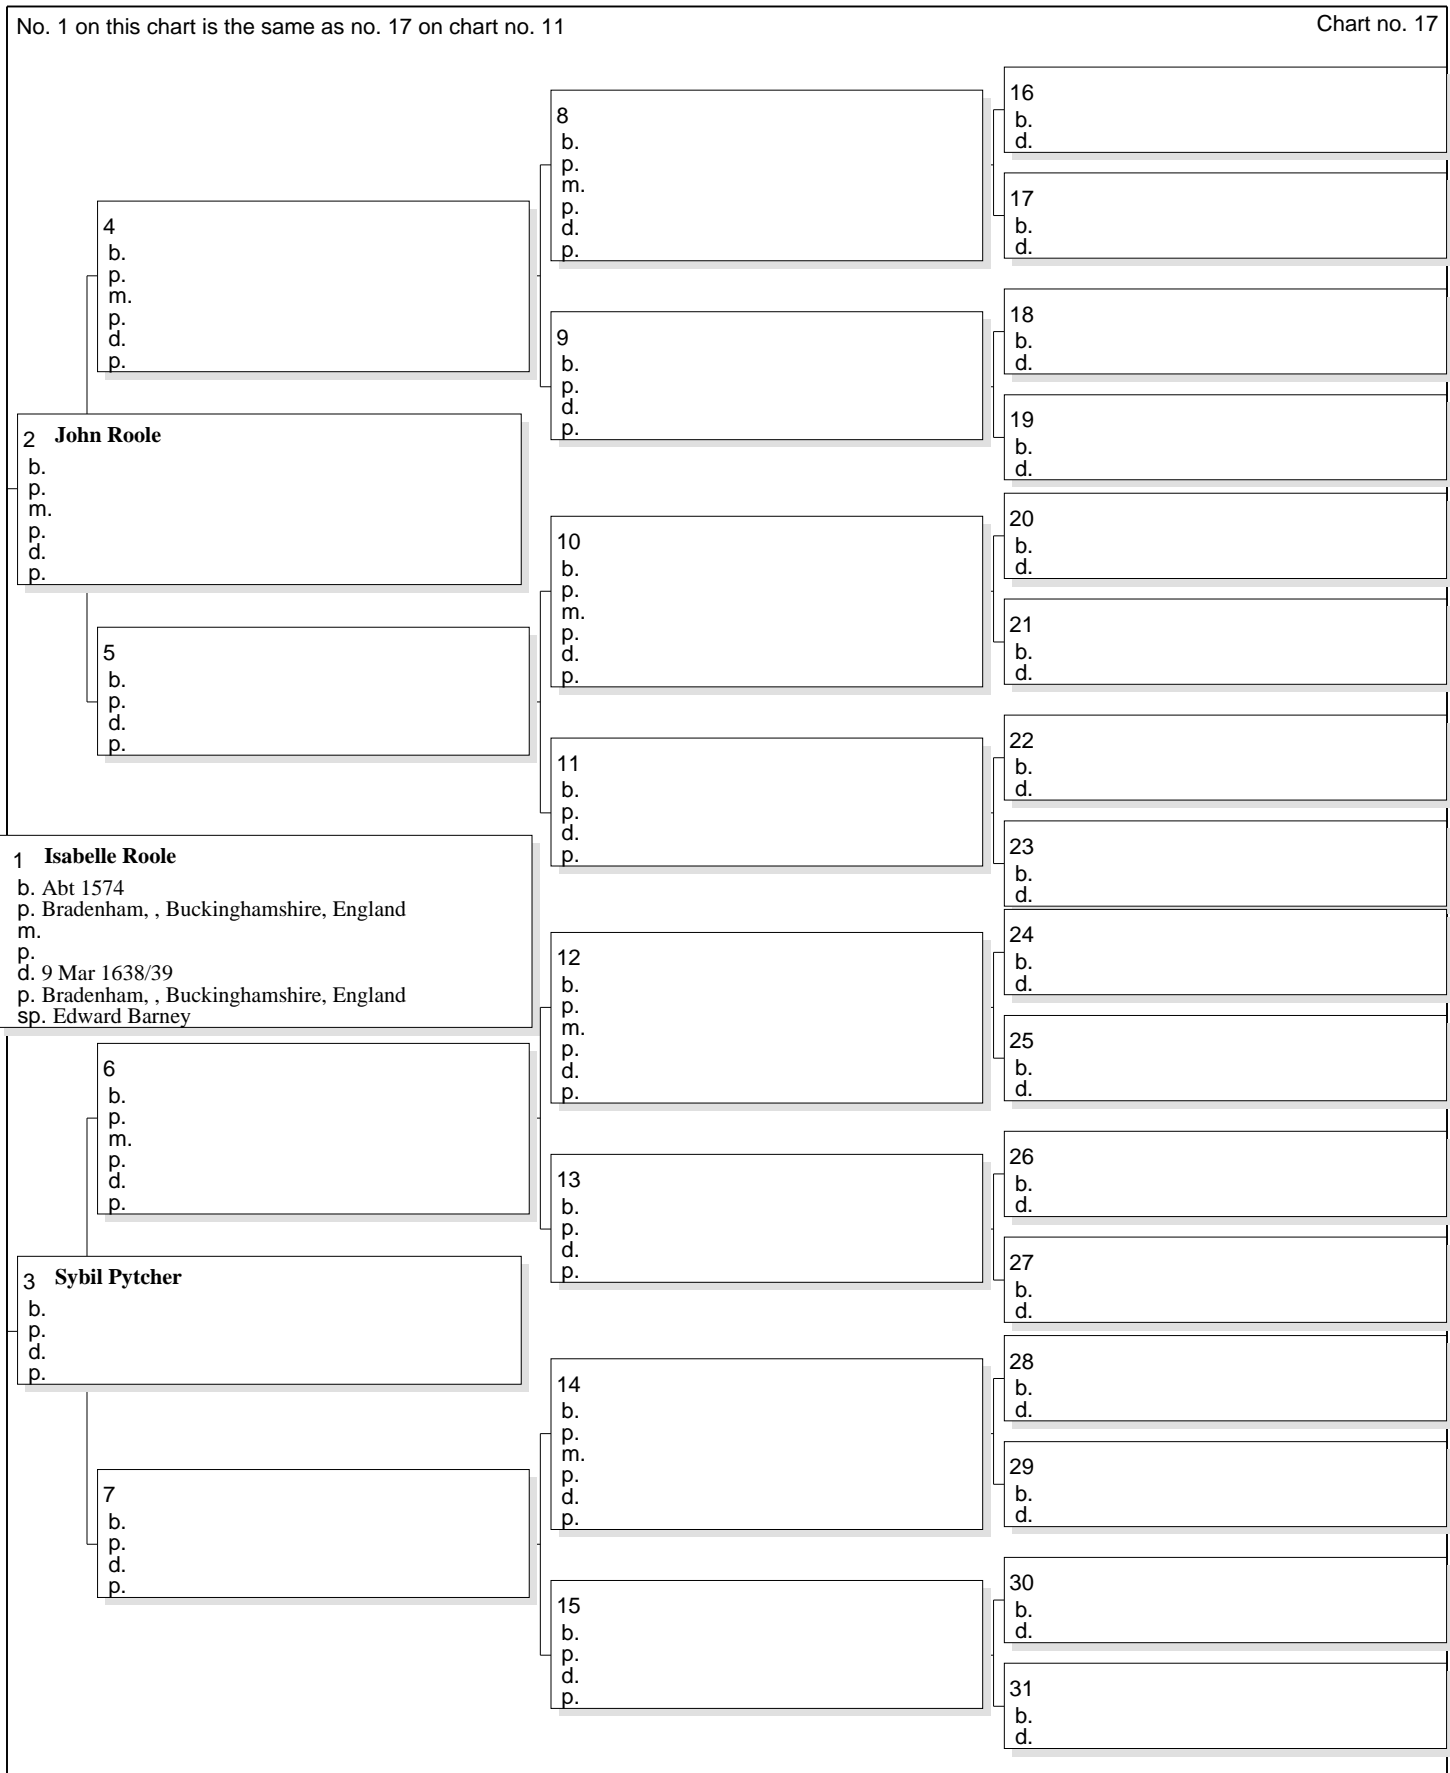 No. 1 on this chart is the same as no. 17 on chart no. 11
Chart no. 17
1 Isabelle Roole
b. Abt 1574
p. Bradenham, , Buckinghamshire, England
m.
p.
d. 9 Mar 1638/39
p. Bradenham, , Buckinghamshire, England
sp. Edward Barney
2 John Roole
b.
p.
m.
p.
d.
p.
3 Sybil Pytcher
b.
p.
d.
p.
4
b.
p.
m.
p.
d.
p.
5
b.
p.
d.
p.
6
b.
p.
m.
p.
d.
p.
7
b.
p.
d.
p.
8
b.
p.
m.
p.
d.
p.
9
b.
p.
d.
p.
10
b.
p.
m.
p.
d.
p.
11
b.
p.
d.
p.
12
b.
p.
m.
p.
d.
p.
13
b.
p.
d.
p.
14
b.
p.
m.
p.
d.
p.
15
b.
p.
d.
p.
16
b.
d.
17
b.
d.
18
b.
d.
19
b.
d.
20
b.
d.
21
b.
d.
22
b.
d.
23
b.
d.
24
b.
d.
25
b.
d.
26
b.
d.
27
b.
d.
28
b.
d.
29
b.
d.
30
b.
d.
31
b.
d.